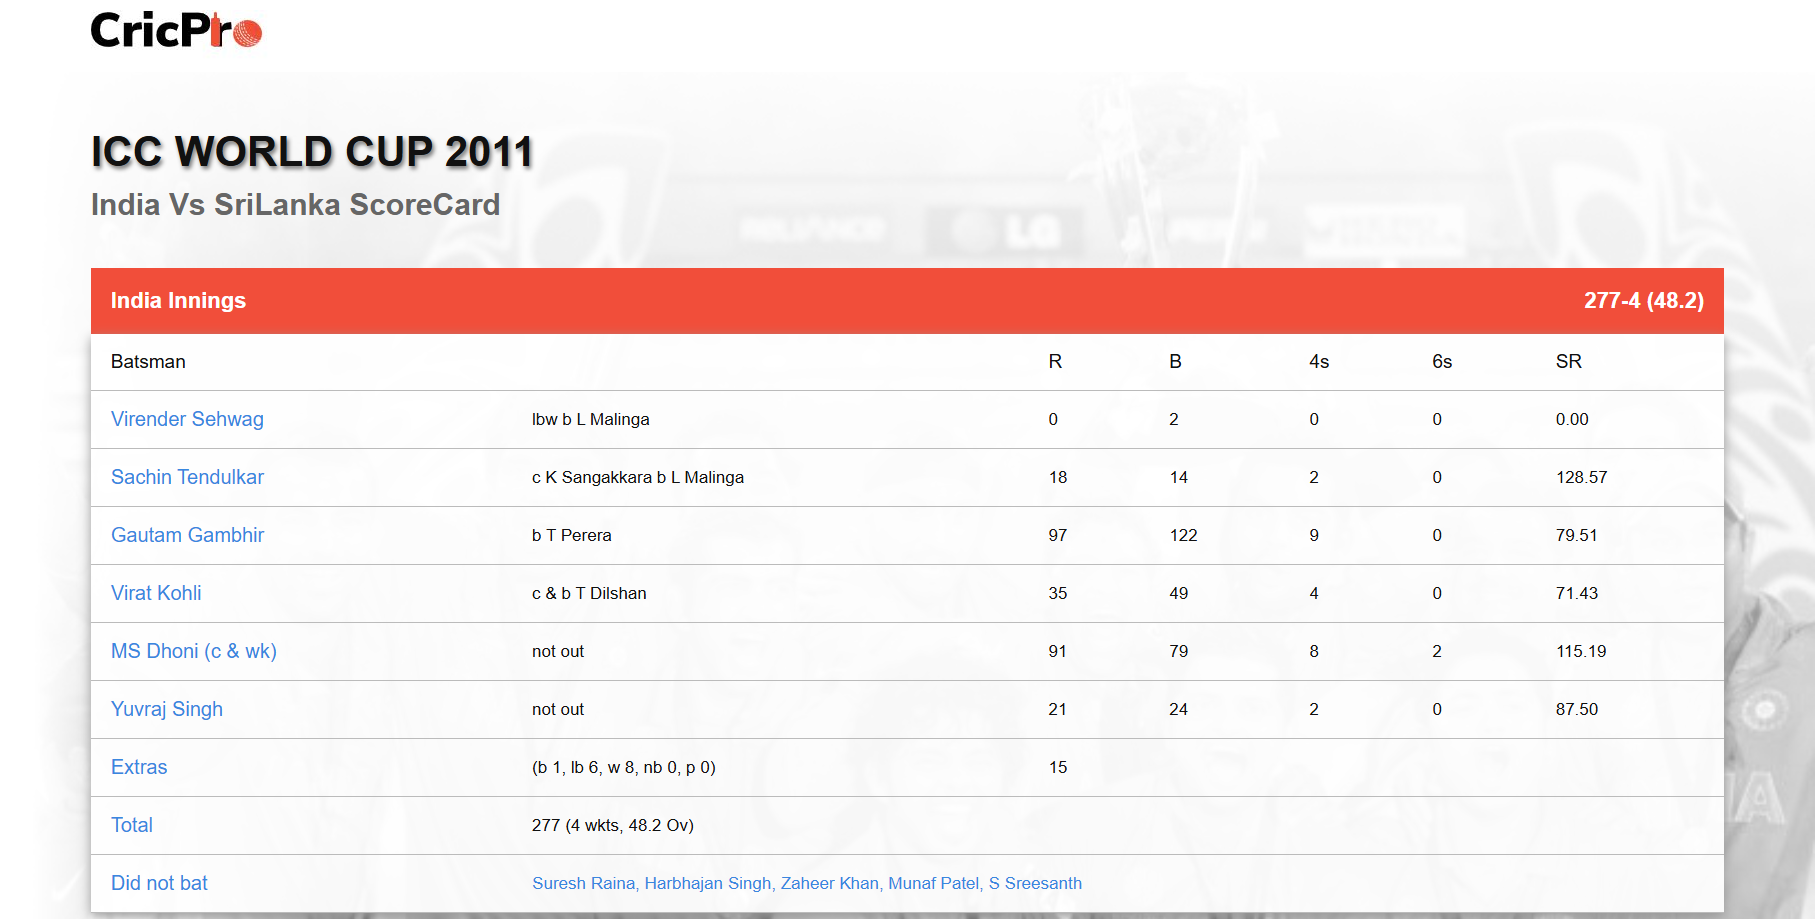 CricPro
ICC WORLD CUP 2011
India Vs SriLanka ScoreCard
RELIANCE LG
India Innings 277-4 (48.2)
Batsman R B 4s 6s SR
Virender Sehwag lbw b L Malinga 0 2 0 0 0.00
Sachin Tendulkar c K Sangakkara b L Malinga 18 14 2 0 128.57
Gautam Gambhir b T Perera 97 122 9 0 79.51
Virat Kohli c & b T Dilshan 35 49 4 0 71.43
MS Dhoni (c & wk) not out 91 79 8 2 115.19
Yuvraj Singh not out 21 24 2 0 87.50
Extras (b 1, lb 6, w 8, nb 0, p 0) 15
Total 277 (4 wkts, 48.2 Ov)
Did not bat Suresh Raina, Harbhajan Singh, Zaheer Khan, Munaf Patel, S Sreesanth